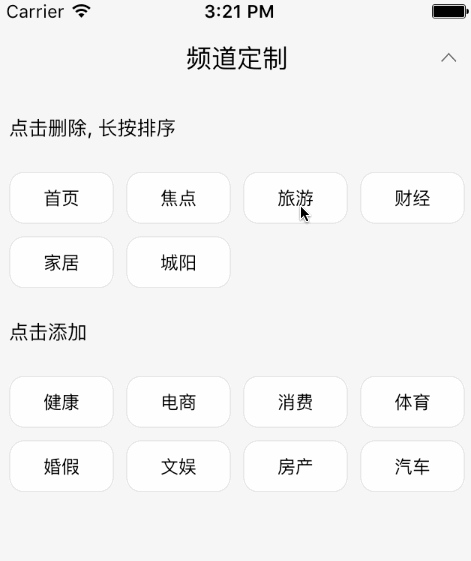 Carrier 3:21 PM
频道定制
点击删除, 长按排序
首页 焦点 旅游 财经
家居 城阳
点击添加
健康 电商 消费 体育
婚假 文娱 房产 汽车